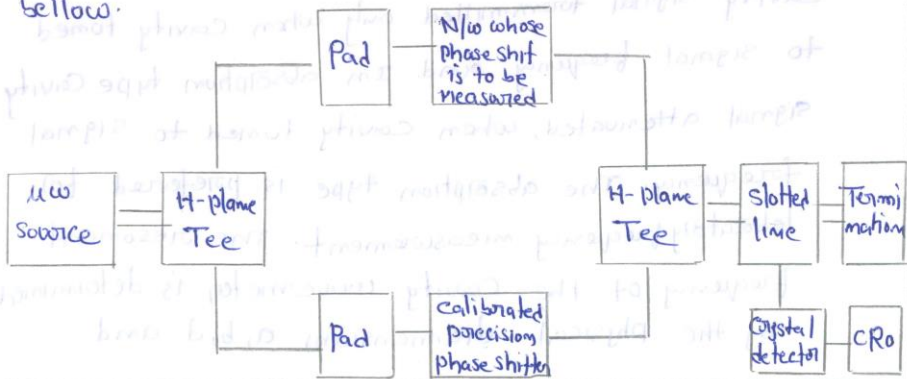 bellow.
Pad
N/w whose
phase shift
is to be
measured
μw
Source
H-plane
Tee
H-plane
Tee
Slotted
line
Termi
nation
Pad
Calibrated
porecision
phase shifter
Crystal
detector
CRO